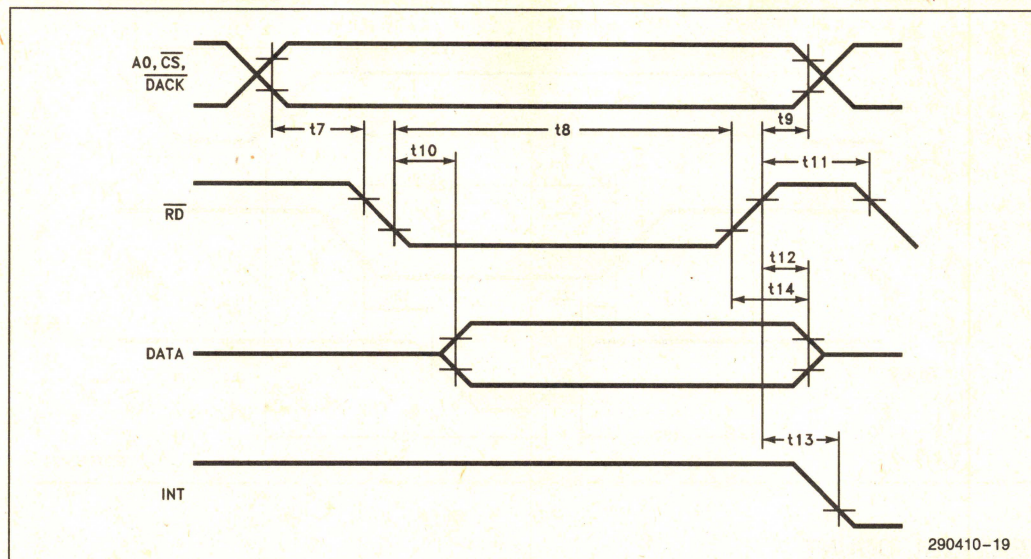 A0, CS,
DACK
t7
t8
t9
t10
t11
RD
t12
t14
DATA
t13
INT
290410-19